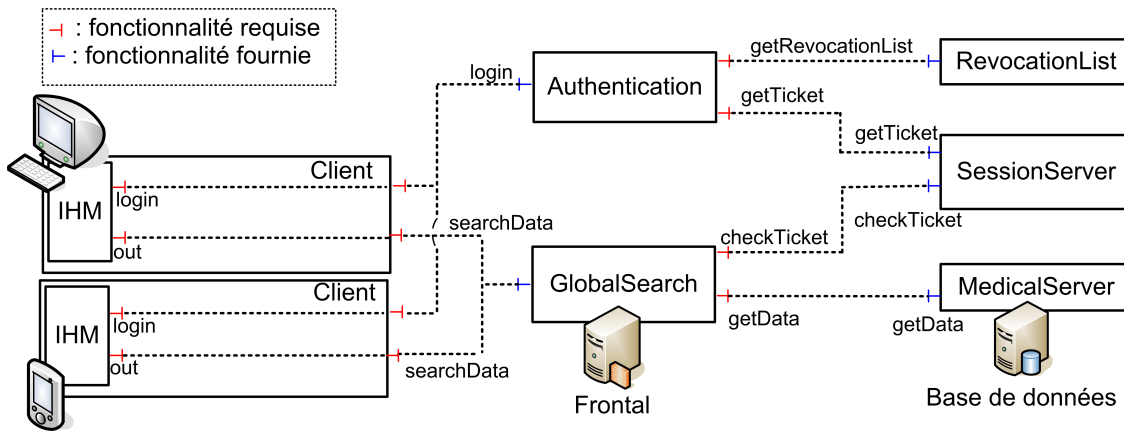 : fonctionnalité requise
: fonctionnalité fournie
login
Authentication
getRevocationList
RevocationList
getTicket
getTicket
SessionServer
checkTicket
checkTicket
Client
IHM
login
out
searchData
GlobalSearch
getData
getData
MedicalServer
Client
IHM
login
out
searchData
Frontal
Base de données